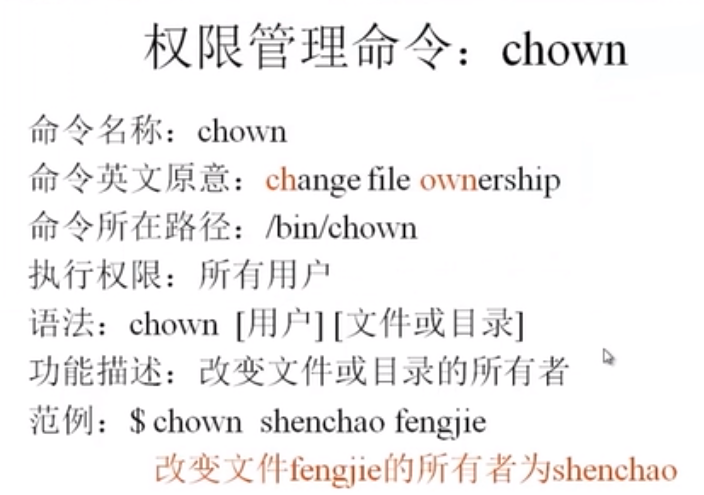 权限管理命令：chown
命令名称：chown
命令英文原意：change file ownership
命令所在路径：/bin/chown
执行权限：所有用户
语法：chown [用户] [文件或目录]
功能描述：改变文件或目录的所有者
范例：$ chown shenchao fengjie
改变文件fengjie的所有者为shenchao